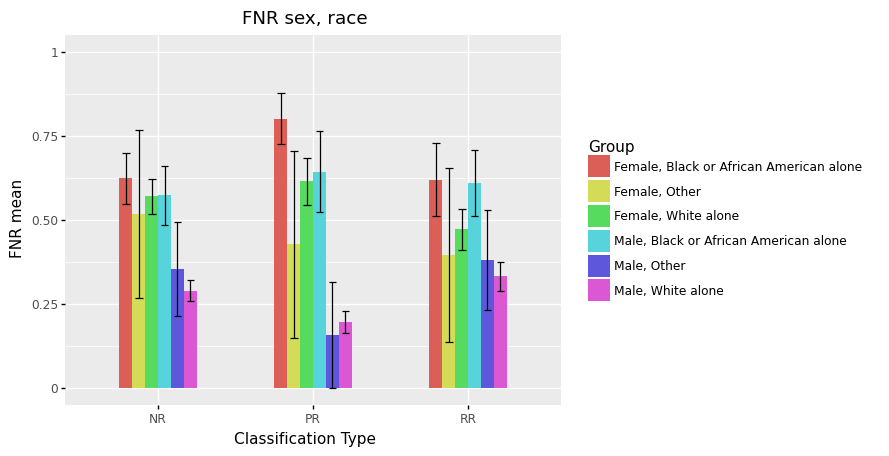 FNR sex, race
1
0.75
0.50
0.25
0
FNR mean
NR
PR
RR
Classification Type
Group
Female, Black or African American alone
Female, Other
Female, White alone
Male, Black or African American alone
Male, Other
Male, White alone